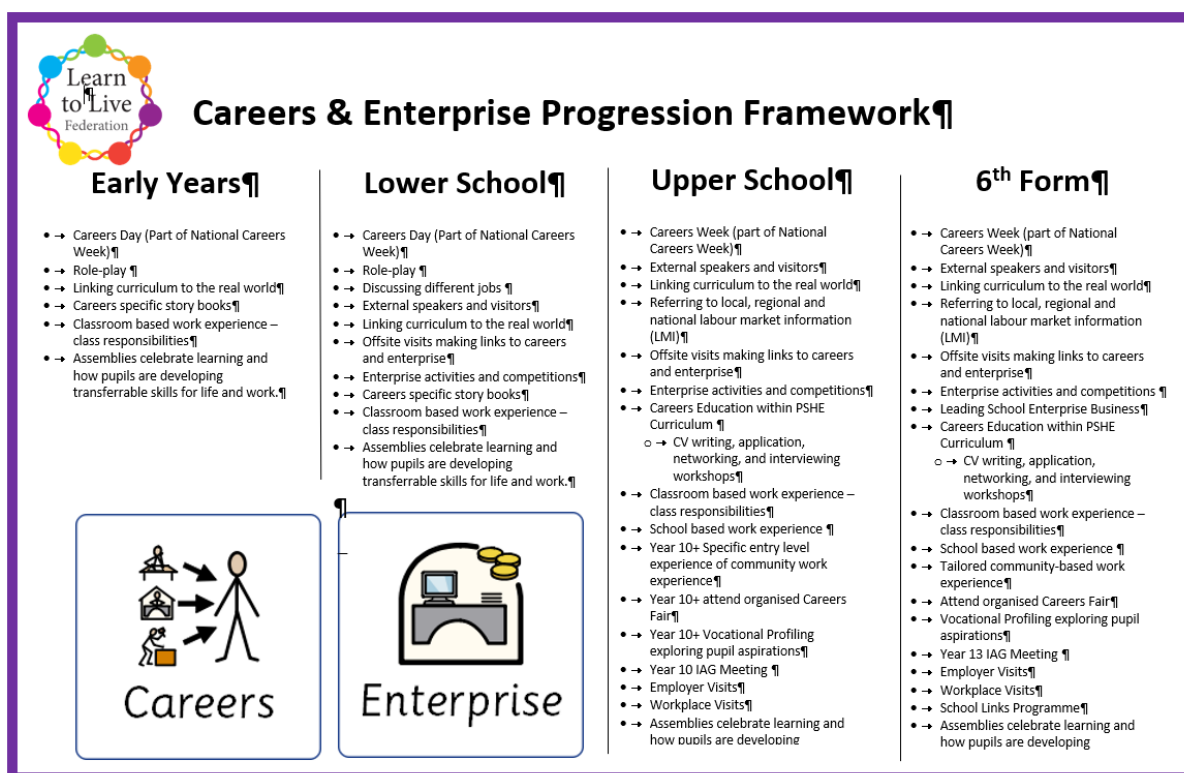 Learn
to Live
Federation
Careers & Enterprise Progression Framework¶
Early Years¶
• → Careers Day (Part of National Careers
Week)¶
• → Role-play ¶
• → Linking curriculum to the real world¶
• → Careers specific story books¶
• → Classroom based work experience –
class responsibilities¶
• → Assemblies celebrate learning and
how pupils are developing
transferrable skills for life and work.¶
Lower School¶
• → Careers Day (Part of National Careers
Week)¶
• → Role-play ¶
• → Discussing different jobs ¶
• → External speakers and visitors¶
• → Linking curriculum to the real world¶
• → Offsite visits making links to careers
and enterprise¶
• → Enterprise activities and competitions¶
• → Careers specific story books¶
• → Classroom based work experience –
class responsibilities¶
• → Assemblies celebrate learning and
how pupils are developing
transferrable skills for life and work.¶
¶
Careers
Enterprise
Upper School¶
• → Careers Week (part of National
Careers Week)¶
• → External speakers and visitors¶
• → Linking curriculum to the real world¶
• → Referring to local, regional and
national labour market information
(LMI)¶
• → Offsite visits making links to careers
and enterprise¶
• → Enterprise activities and competitions¶
• → Careers Education within PSHE
Curriculum ¶
o → CV writing, application,
networking, and interviewing
workshops¶
• → Classroom based work experience –
class responsibilities¶
• → School based work experience ¶
• → Year 10+ Specific entry level
experience of community work
experience¶
• → Year 10+ attend organised Careers
Fair¶
• → Year 10+ Vocational Profiling
exploring pupil aspirations¶
• → Year 10 IAG Meeting ¶
• → Employer Visits¶
• → Workplace Visits¶
• → Assemblies celebrate learning and
how pupils are developing
6th Form¶
• → Careers Week (part of National
Careers Week)¶
• → External speakers and visitors¶
• → Linking curriculum to the real world¶
• → Referring to local, regional and
national labour market information
(LMI)¶
• → Offsite visits making links to careers
and enterprise¶
• → Enterprise activities and competitions ¶
• → Leading School Enterprise Business¶
• → Careers Education within PSHE
Curriculum ¶
o → CV writing, application,
networking, and interviewing
workshops¶
• → Classroom based work experience –
class responsibilities¶
• → School based work experience ¶
• → Tailored community-based work
experience¶
• → Attend organised Careers Fair¶
• → Vocational Profiling exploring pupil
aspirations¶
• → Year 13 IAG Meeting ¶
• → Employer Visits¶
• → Workplace Visits¶
• → School Links Programme¶
• → Assemblies celebrate learning and
how pupils are developing